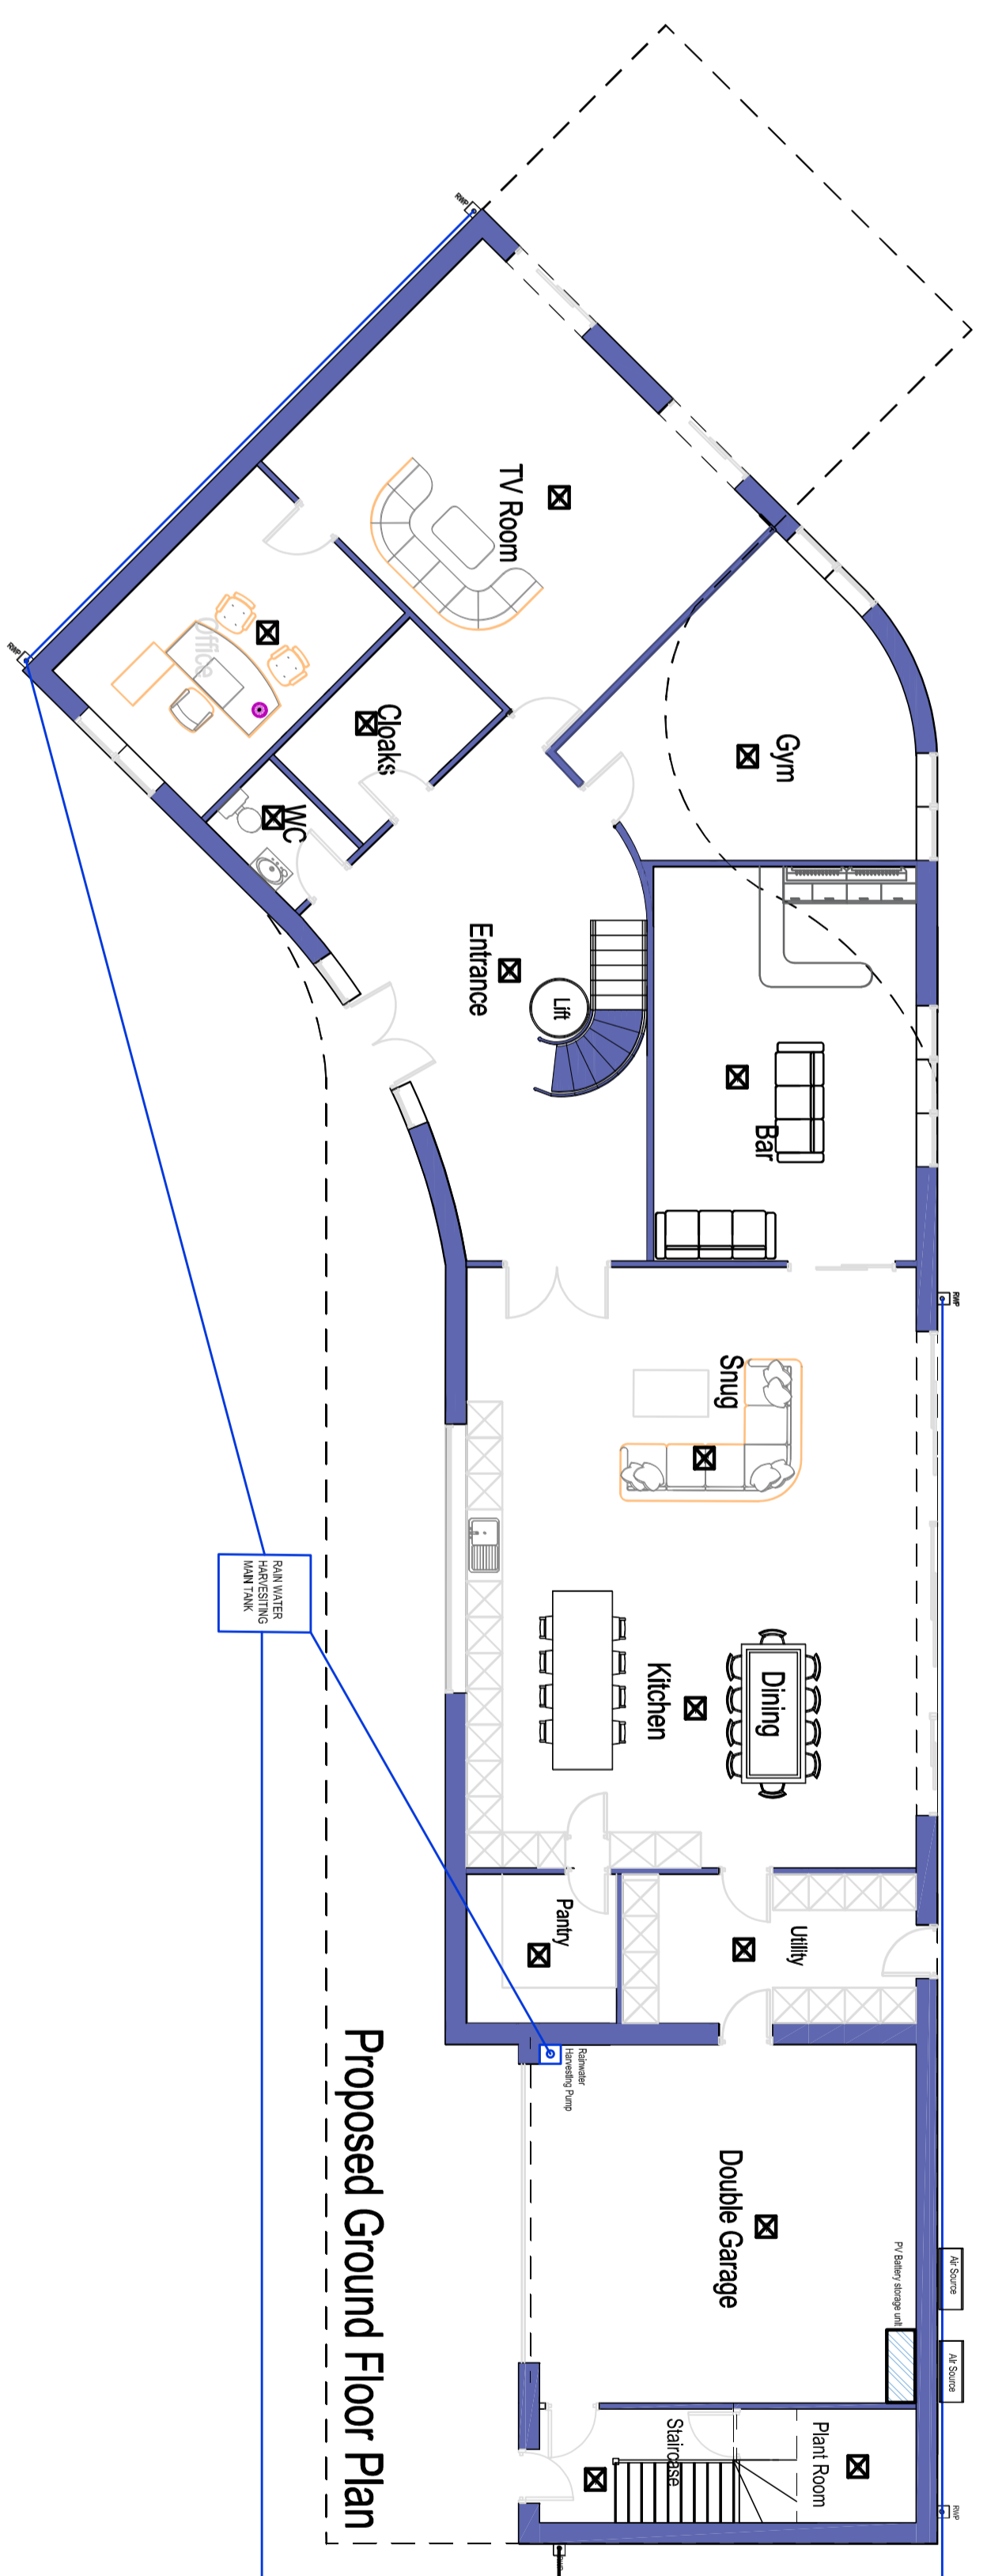 RWP
TV Room
Office
RWP
Cloaks
WC
Gym
Entrance
Lift
Bar
RWP
Snug
RAIN WATER
HARVESITING
MAIN TANK
Kitchen
Dining
Pantry
Utility
Rainwater
Harvesting Pump
Double Garage
PV Battery storage unit
Air Source
Air Source
Staircase
Plant Room
RWP
RWP
Proposed Ground Floor Plan